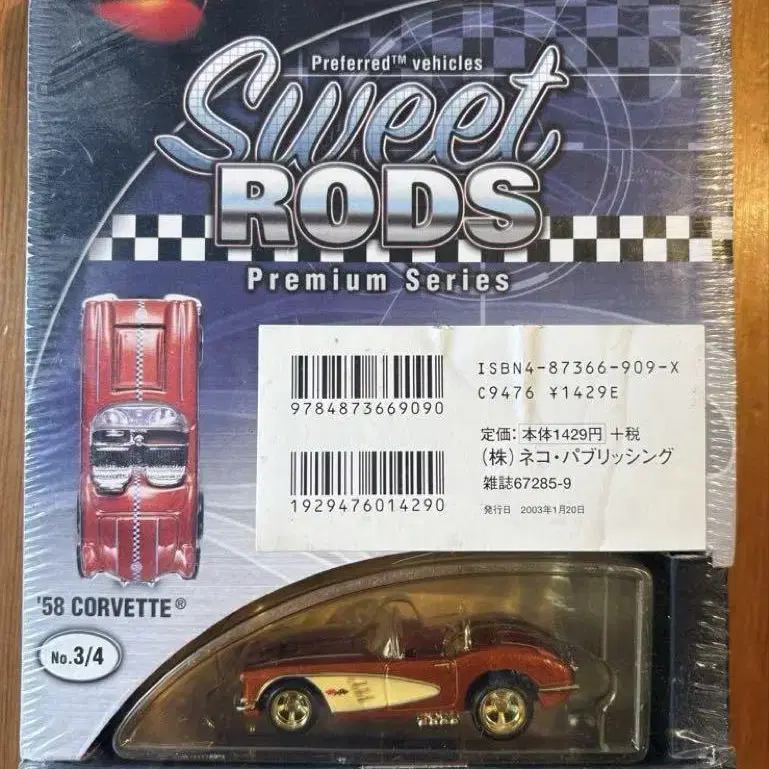 Preferred™ vehicles
Sweet
RODS
Premium Series
ISBN4-87366-909-X
C9476 ¥1429E
9784873669090
定価：本体1429円＋税
（株）ネコ・パブリッシング
雑誌67285-9
1929476014290
発行日 2003年1月20日
'58 CORVETTE®
No.3/4